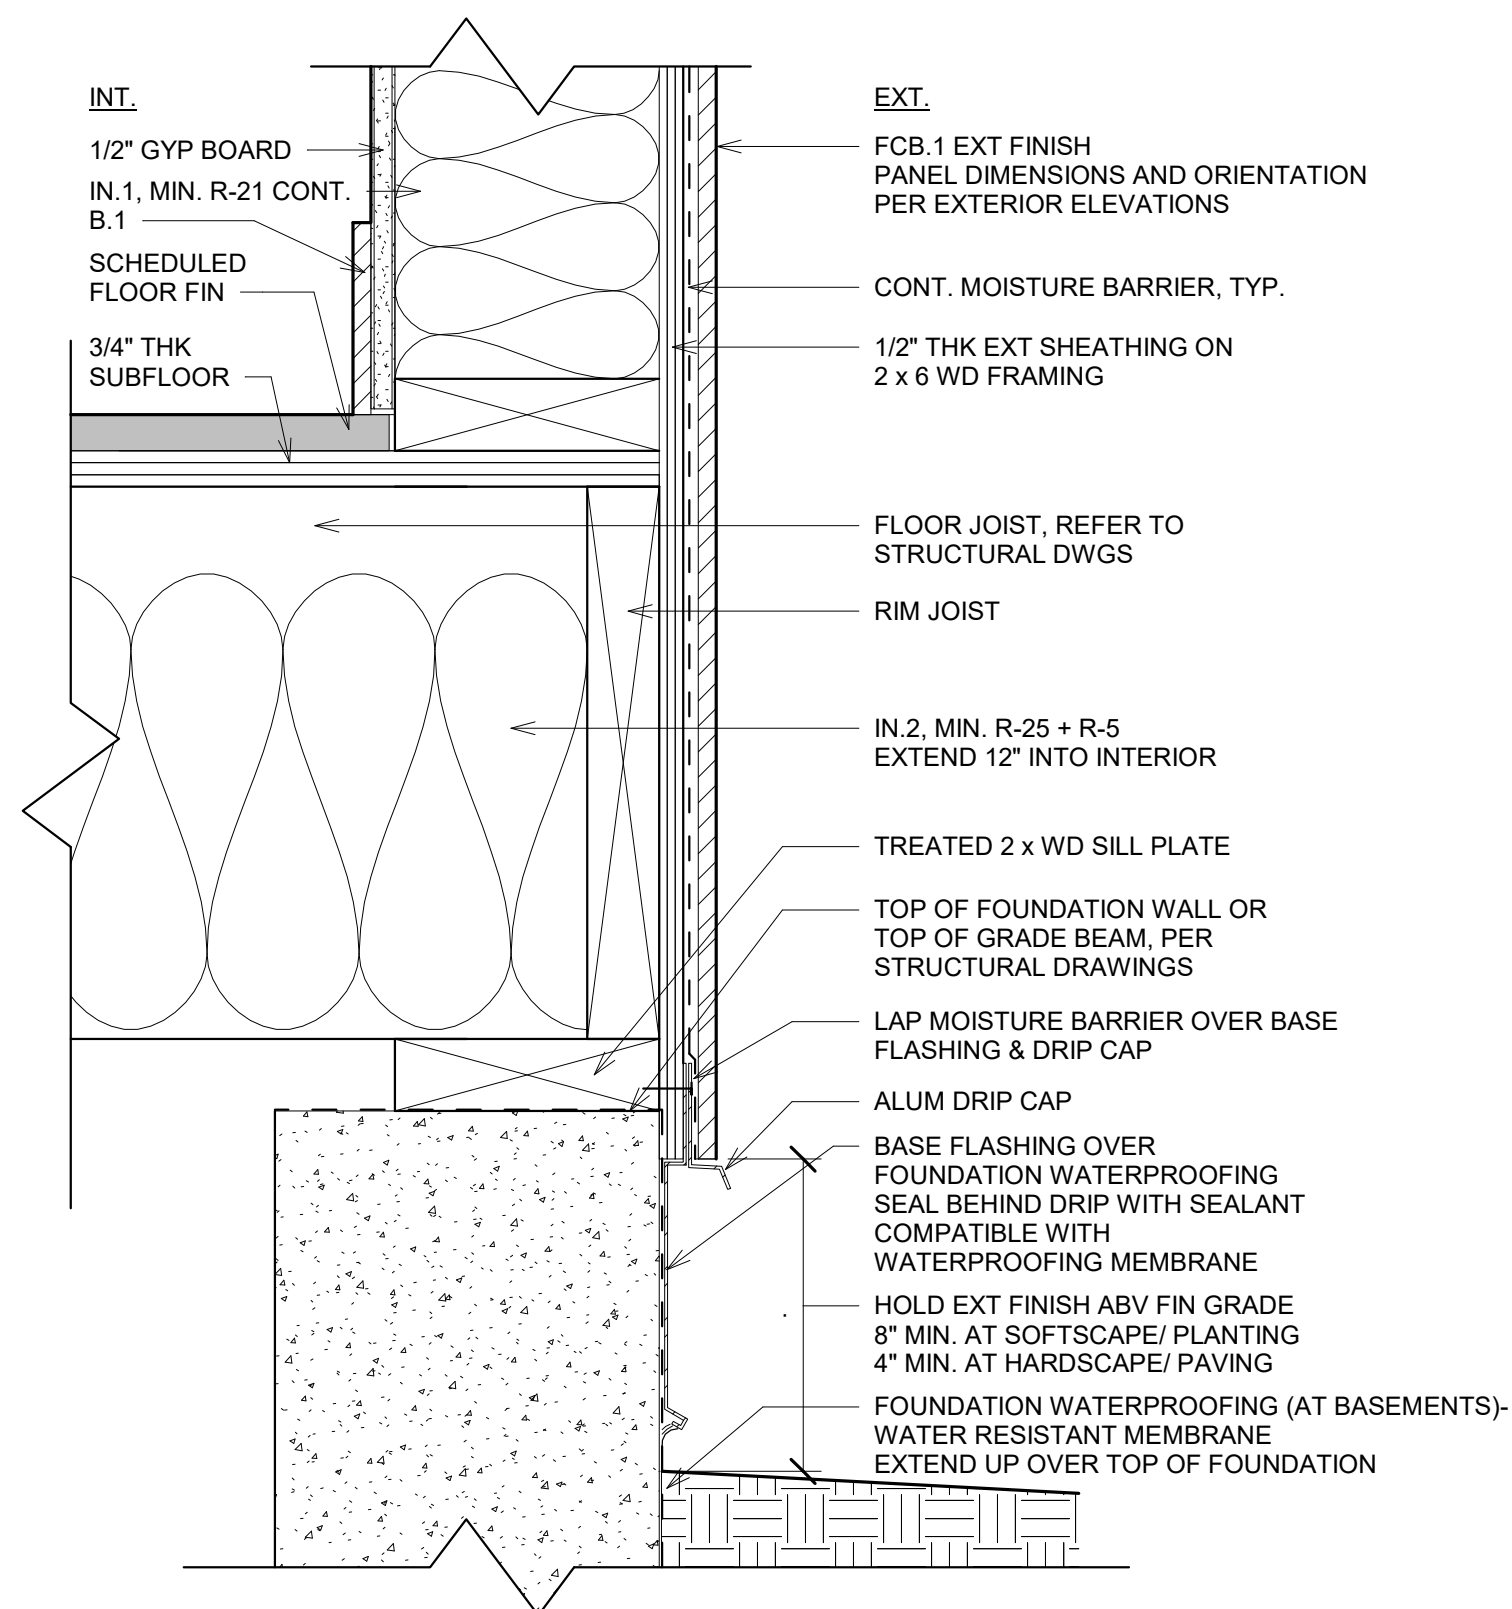 INT.
1/2" GYP BOARD
IN.1, MIN. R-21 CONT.
B.1
SCHEDULED
FLOOR FIN
3/4" THK
SUBFLOOR
EXT.
FCB.1 EXT FINISH
PANEL DIMENSIONS AND ORIENTATION
PER EXTERIOR ELEVATIONS
CONT. MOISTURE BARRIER, TYP.
1/2" THK EXT SHEATHING ON
2 x 6 WD FRAMING
FLOOR JOIST, REFER TO
STRUCTURAL DWGS
RIM JOIST
IN.2, MIN. R-25 + R-5
EXTEND 12" INTO INTERIOR
TREATED 2 x WD SILL PLATE
TOP OF FOUNDATION WALL OR
TOP OF GRADE BEAM, PER
STRUCTURAL DRAWINGS
LAP MOISTURE BARRIER OVER BASE
FLASHING & DRIP CAP
ALUM DRIP CAP
BASE FLASHING OVER
FOUNDATION WATERPROOFING
SEAL BEHIND DRIP WITH SEALANT
COMPATIBLE WITH
WATERPROOFING MEMBRANE
HOLD EXT FINISH ABV FIN GRADE
8" MIN. AT SOFTSCAPE/ PLANTING
4" MIN. AT HARDSCAPE/ PAVING
FOUNDATION WATERPROOFING (AT BASEMENTS)-
WATER RESISTANT MEMBRANE
EXTEND UP OVER TOP OF FOUNDATION